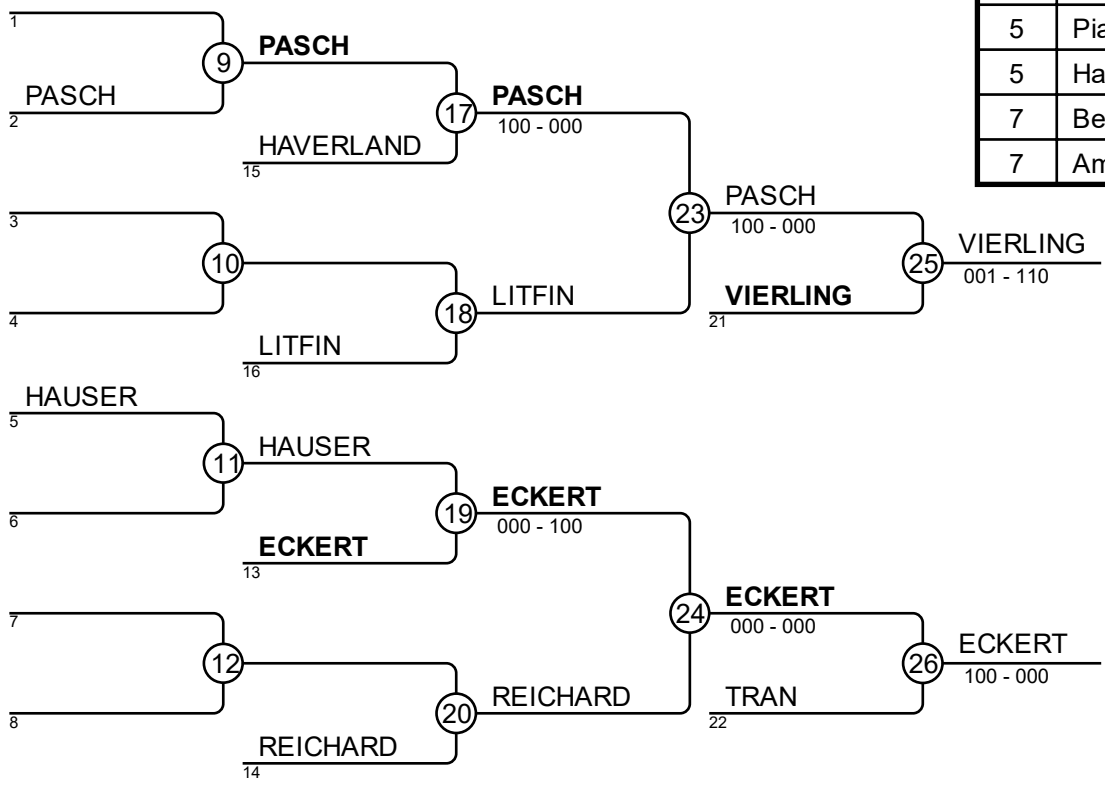 1
9
PASCH
PASCH
2
17
PASCH
100 - 000
HAVERLAND
15
3
10
4
18
LITFIN
LITFIN
16
23
PASCH
100 - 000
VIERLING
21
25
VIERLING
001 - 110
HAUSER
5
11
HAUSER
6
19
ECKERT
000 - 100
ECKERT
13
7
12
8
20
REICHARD
REICHARD
14
24
ECKERT
000 - 000
TRAN
22
26
ECKERT
100 - 000
5 Pia
5 Ha
7 Be
7